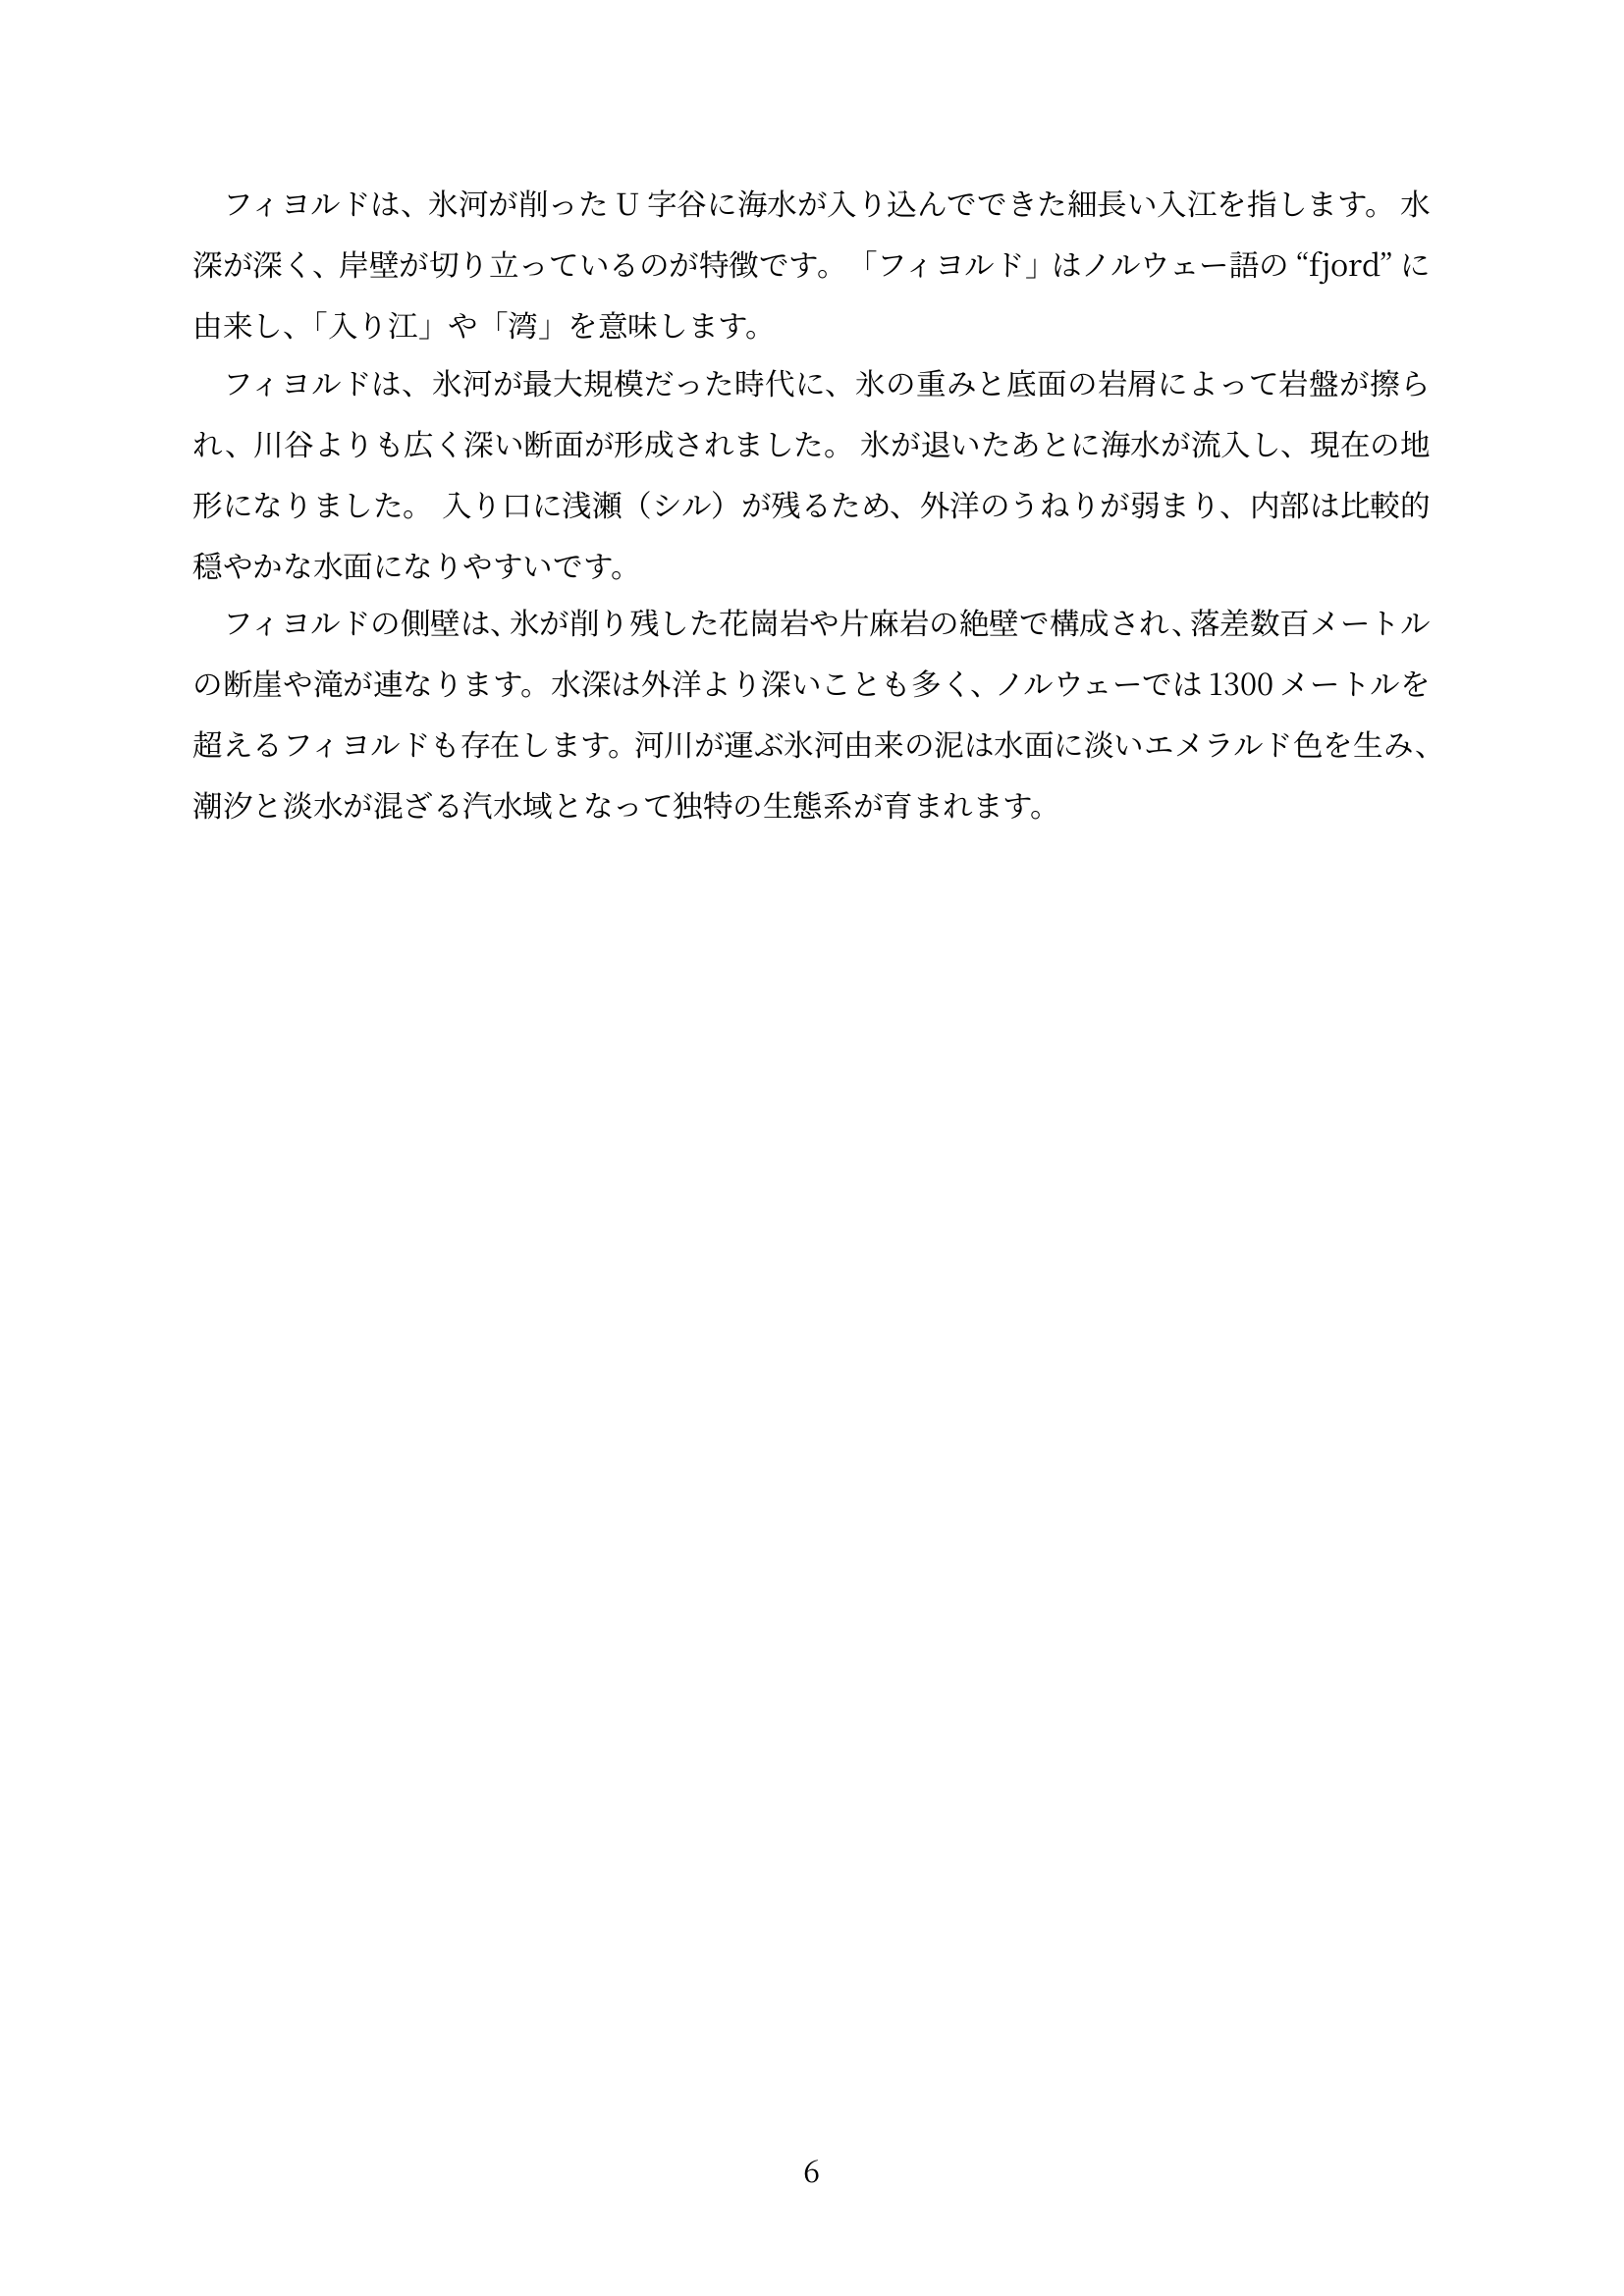 フィヨルドは、氷河が削った U 字谷に海水が入り込んでできた細長い入江を指します。 水
深が深く、岸壁が切り立っているのが特徴です。「フィヨルド」はノルウェー語の “fjord” に
由来し、「入り江」や「湾」を意味します。
フィヨルドは、氷河が最大規模だった時代に、氷の重みと底面の岩屑によって岩盤が擦ら
れ、川谷よりも広く深い断面が形成されました。 氷が退いたあとに海水が流入し、現在の地
形になりました。 入り口に浅瀬（シル）が残るため、外洋のうねりが弱まり、内部は比較的
穏やかな水面になりやすいです。
フィヨルドの側壁は、氷が削り残した花崗岩や片麻岩の絶壁で構成され、落差数百メートル
の断崖や滝が連なります。水深は外洋より深いことも多く、ノルウェーでは 1300 メートルを
超えるフィヨルドも存在します。河川が運ぶ氷河由来の泥は水面に淡いエメラルド色を生み、
潮汐と淡水が混ざる汽水域となって独特の生態系が育まれます。
6